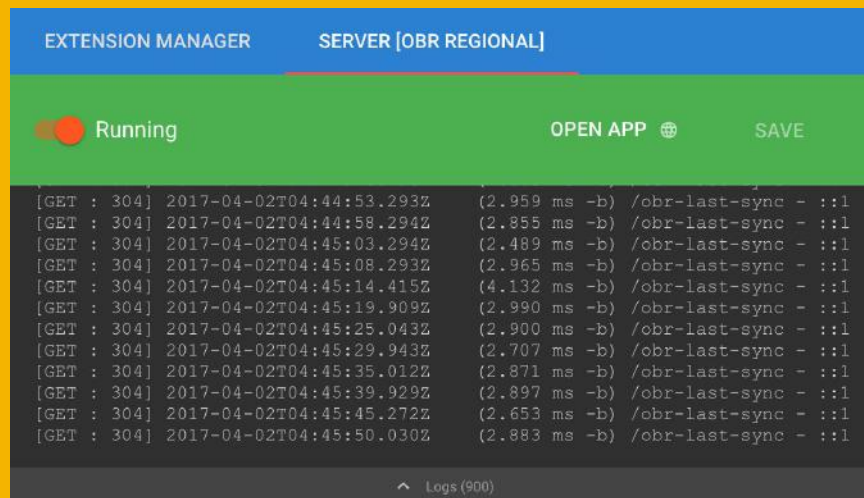 EXTENSION MANAGER SERVER [OBR REGIONAL]
Running OPEN APP SAVE
[GET : 304] 2017-04-02T04:44:53.293Z (2.959 ms -b) /obr-last-sync - ::1
[GET : 304] 2017-04-02T04:44:58.294Z (2.855 ms -b) /obr-last-sync - ::1
[GET : 304] 2017-04-02T04:45:03.294Z (2.489 ms -b) /obr-last-sync - ::1
[GET : 304] 2017-04-02T04:45:08.293Z (2.965 ms -b) /obr-last-sync - ::1
[GET : 304] 2017-04-02T04:45:14.415Z (4.132 ms -b) /obr-last-sync - ::1
[GET : 304] 2017-04-02T04:45:19.909Z (2.990 ms -b) /obr-last-sync - ::1
[GET : 304] 2017-04-02T04:45:25.043Z (2.900 ms -b) /obr-last-sync - ::1
[GET : 304] 2017-04-02T04:45:29.943Z (2.707 ms -b) /obr-last-sync - ::1
[GET : 304] 2017-04-02T04:45:35.012Z (2.871 ms -b) /obr-last-sync - ::1
[GET : 304] 2017-04-02T04:45:39.929Z (2.897 ms -b) /obr-last-sync - ::1
[GET : 304] 2017-04-02T04:45:45.272Z (2.653 ms -b) /obr-last-sync - ::1
[GET : 304] 2017-04-02T04:45:50.030Z (2.883 ms -b) /obr-last-sync - ::1
Logs (900)